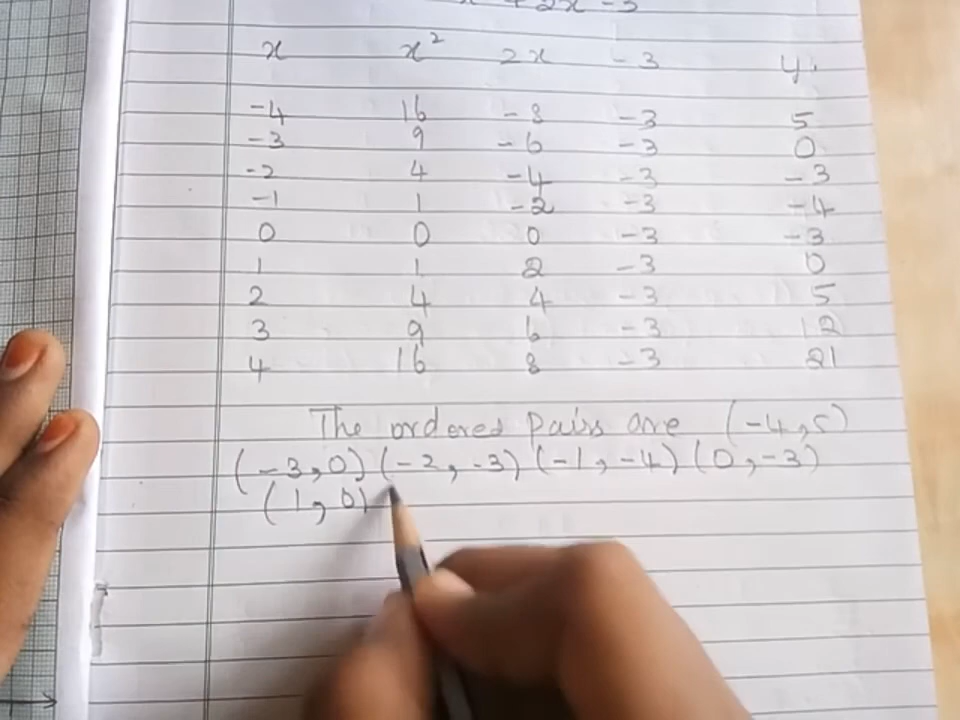 x² + 2x - 3
x x² 2x -3 y
-4 16 -8 -3 5
-3 9 -6 -3 0
-2 4 -4 -3 -3
-1 1 -2 -3 -4
0 0 0 -3 -3
1 1 2 -3 0
2 4 4 -3 5
3 9 6 -3 12
4 16 8 -3 21
The ordered pairs are (-4,5)
(-3,0) (-2,-3) (-1,-4) (0,-3)
(1,0)